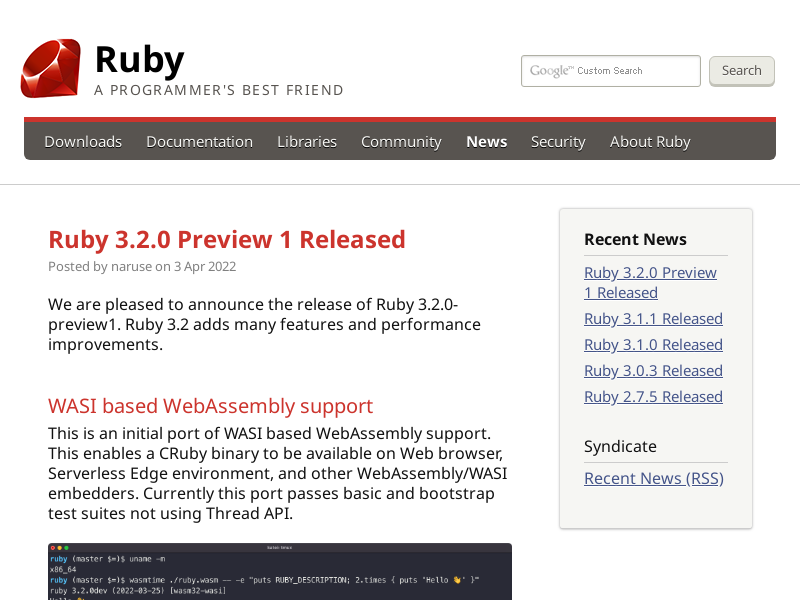 Ruby
A PROGRAMMER'S BEST FRIEND
Google™ Custom Search
Search
Downloads Documentation Libraries Community News Security About Ruby
Ruby 3.2.0 Preview 1 Released
Posted by naruse on 3 Apr 2022
We are pleased to announce the release of Ruby 3.2.0-
preview1. Ruby 3.2 adds many features and performance
improvements.
WASI based WebAssembly support
This is an initial port of WASI based WebAssembly support.
This enables a CRuby binary to be available on Web browser,
Serverless Edge environment, and other WebAssembly/WASI
embedders. Currently this port passes basic and bootstrap
test suites not using Thread API.
ruby (master $=)$ uname -m
x86_64
ruby (master $=)$ wasmtime ./ruby.wasm -- -e "puts RUBY_DESCRIPTION; 2.times { puts 'Hello 👋' }"
ruby 3.2.0dev (2022-03-25) [wasm32-wasi]
Recent News
Ruby 3.2.0 Preview
1 Released
Ruby 3.1.1 Released
Ruby 3.1.0 Released
Ruby 3.0.3 Released
Ruby 2.7.5 Released
Syndicate
Recent News (RSS)